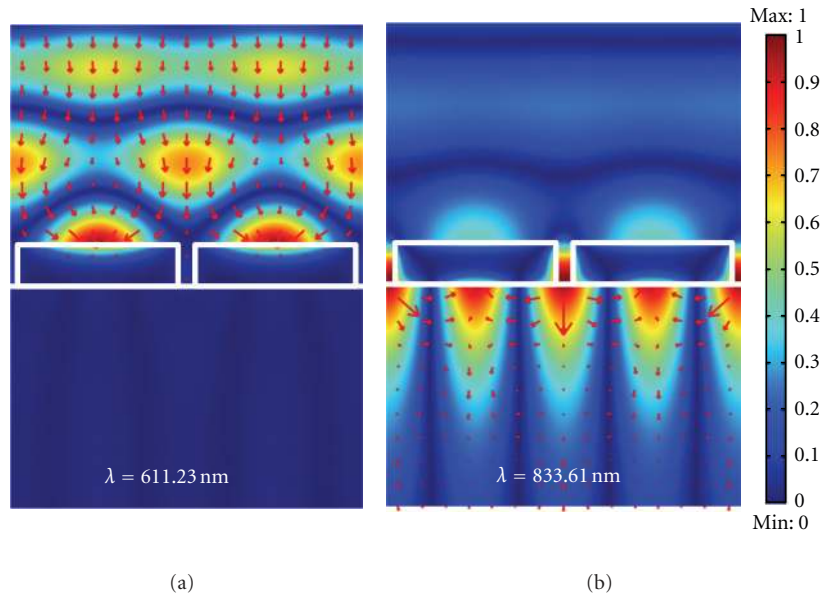 Max: 1
1
0.9
0.8
0.7
0.6
0.5
0.4
0.3
0.2
0.1
0
Min: 0
λ = 611.23 nm
λ = 833.61 nm
(a)
(b)